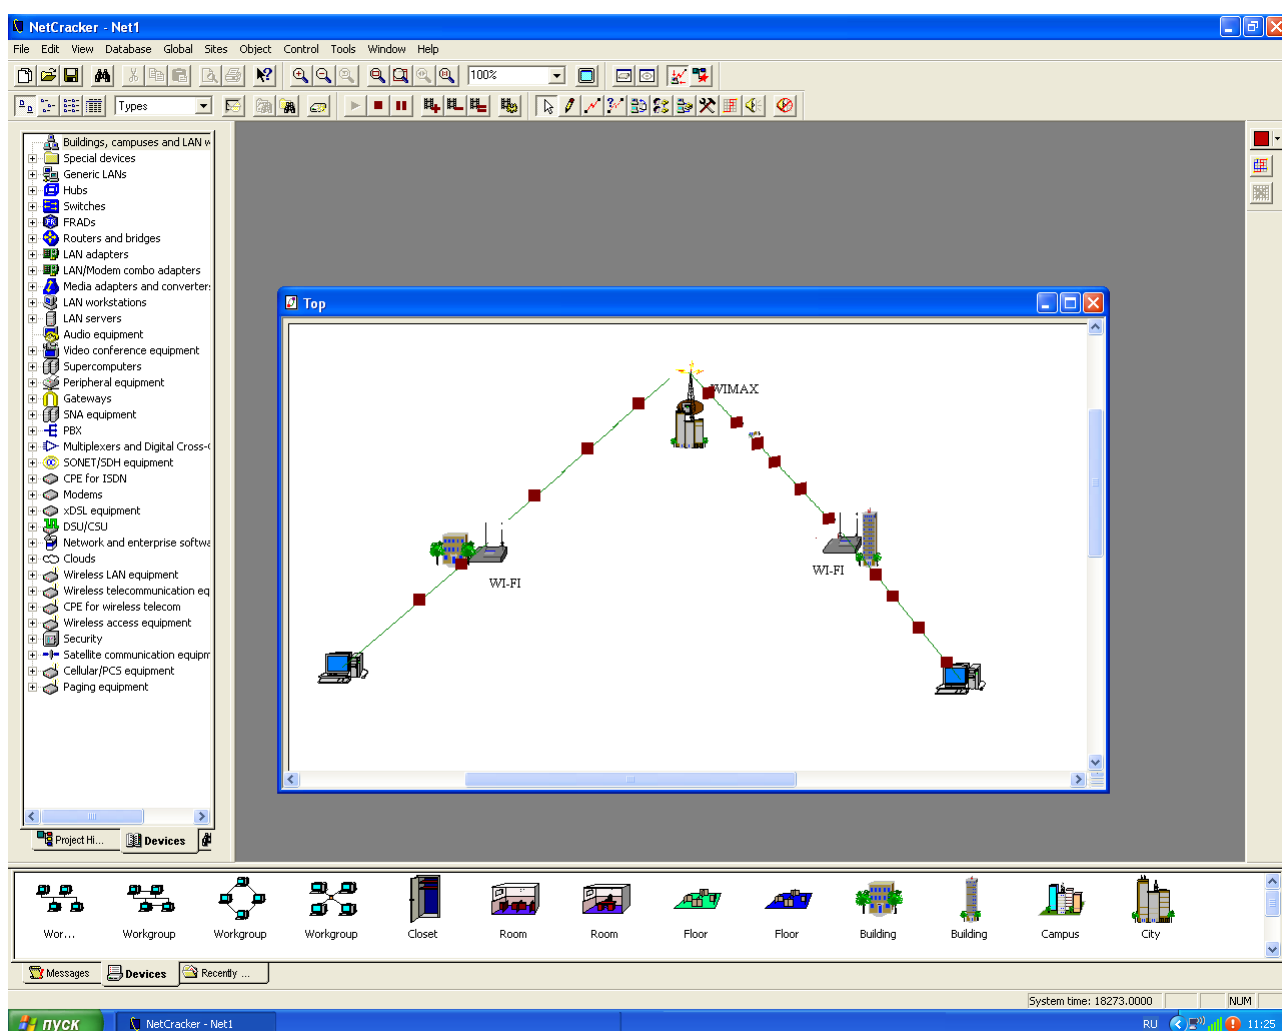 NetCracker - Net1
File Edit View Database Global Sites Object Control Tools Window Help
100%
Types
Buildings, campuses and LAN w
Special devices
Generic LANs
Hubs
Switches
FRADs
Routers and bridges
LAN adapters
LAN/Modem combo adapters
Media adapters and converter:
LAN workstations
LAN servers
Audio equipment
Video conference equipment
Supercomputers
Peripheral equipment
Gateways
SNA equipment
PBX
Multiplexers and Digital Cross-(
SONET/SDH equipment
CPE for ISDN
Modems
xDSL equipment
DSU/CSU
Network and enterprise softwa
Clouds
Wireless LAN equipment
Wireless telecommunication eq
CPE for wireless telecom
Wireless access equipment
Security
Satellite communication equipm
Cellular/PCS equipment
Paging equipment
Project Hi... Devices
Top
WIMAX
WI-FI
WI-FI
Wor... Workgroup Workgroup Workgroup Closet Room Room Floor Floor Building Building Campus City
Messages Devices Recently ...
System time: 18273.0000 NUM
пуск NetCracker - Net1 RU 11:25